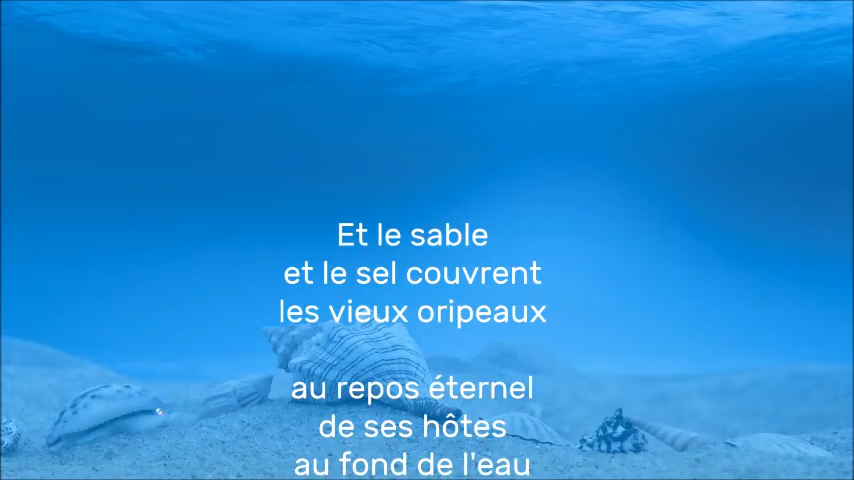 Et le sable
et le sel couvrent
les vieux oripeaux
au repos éternel
de ses hôtes
au fond de l'eau